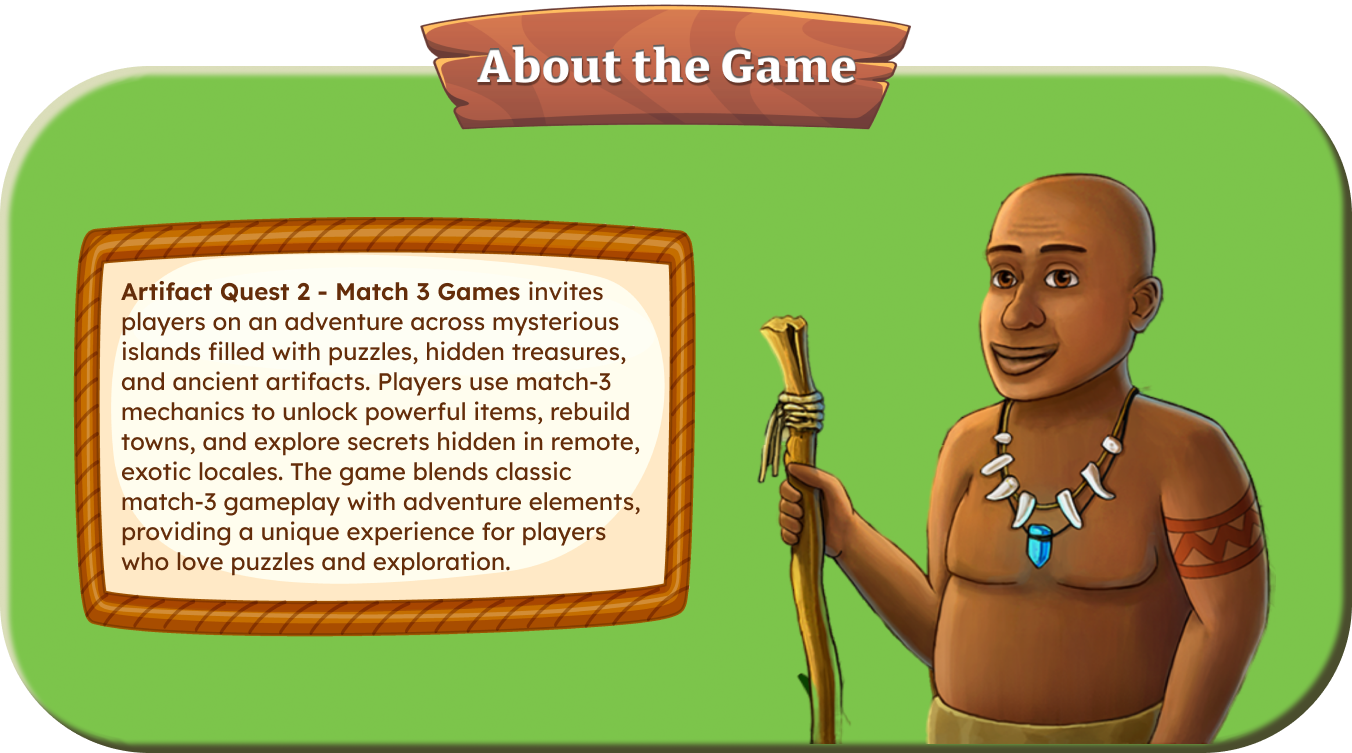 About the Game
Artifact Quest 2 - Match 3 Games invites
players on an adventure across mysterious
islands filled with puzzles, hidden treasures,
and ancient artifacts. Players use match-3
mechanics to unlock powerful items, rebuild
towns, and explore secrets hidden in remote,
exotic locales. The game blends classic
match-3 gameplay with adventure elements,
providing a unique experience for players
who love puzzles and exploration.